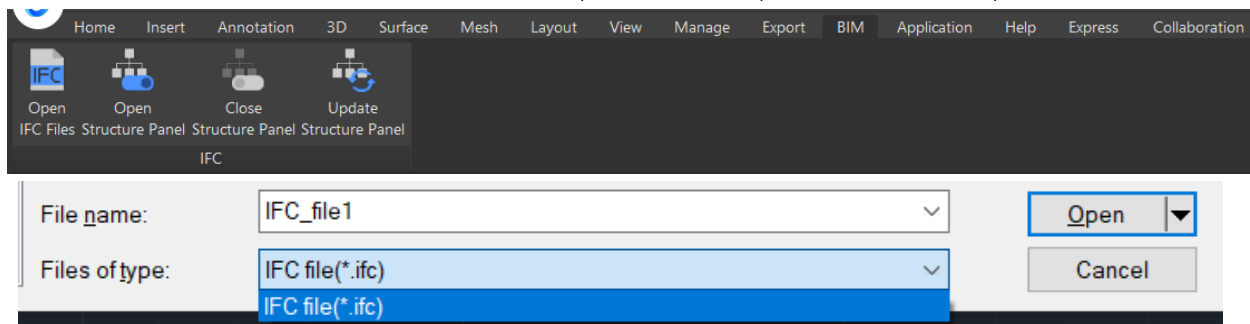 Home Insert Annotation 3D Surface Mesh Layout View Manage Export BIM Application Help Express Collaboration
IFC
Open Open Close Update
IFC Files Structure Panel Structure Panel Structure Panel
IFC
File name: IFC_file1 Open
Files of type: IFC file(*.ifc) Cancel
IFC file(*.ifc)